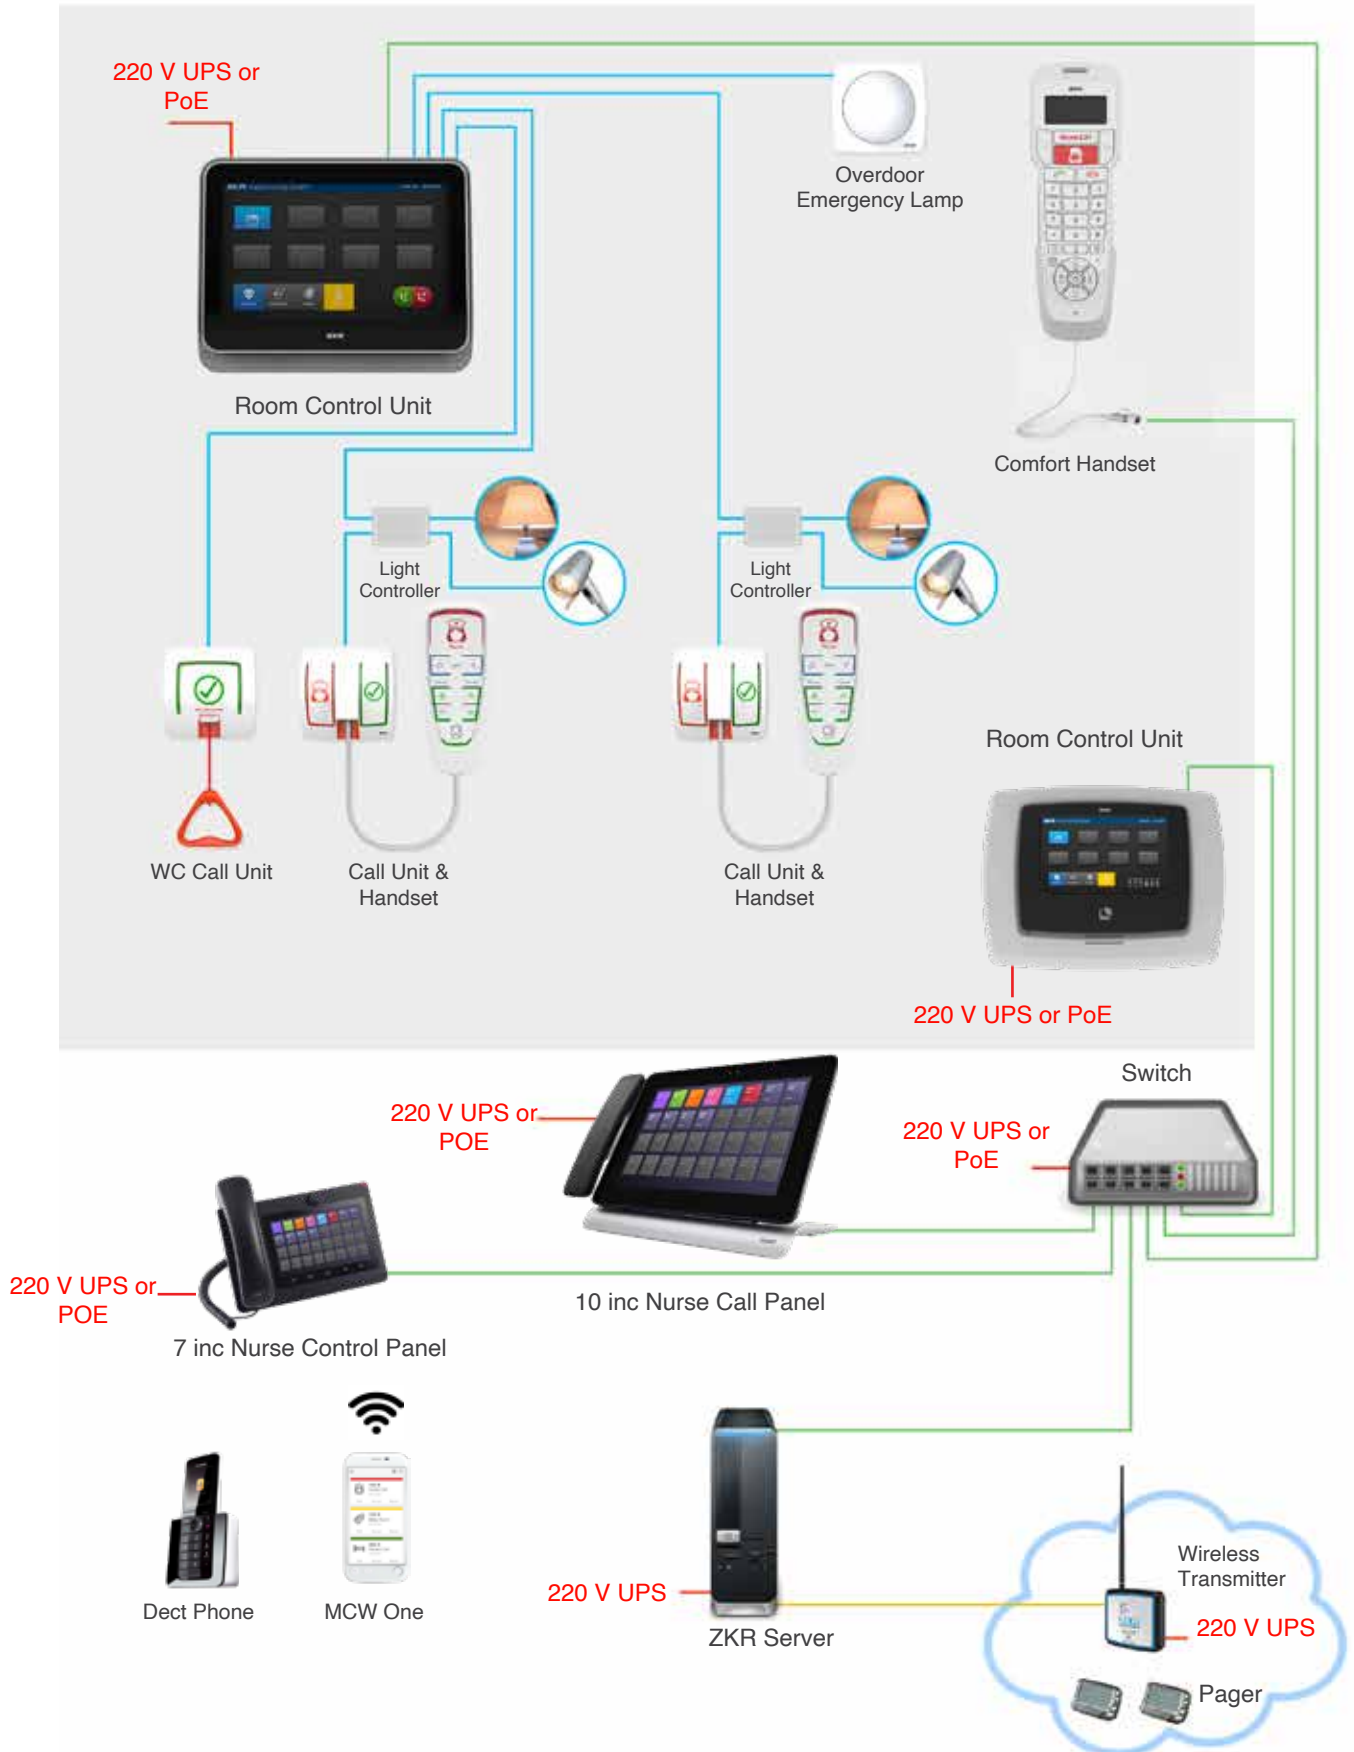 220 V UPS or
PoE
Overdoor
Emergency Lamp
Room Control Unit
Comfort Handset
Light
Controller
Light
Controller
Room Control Unit
WC Call Unit
Call Unit &
Handset
Call Unit &
Handset
220 V UPS or PoE
Switch
220 V UPS or
POE
220 V UPS or
PoE
220 V UPS or
POE
10 inc Nurse Call Panel
7 inc Nurse Control Panel
Wireless
Transmitter
220 V UPS
Dect Phone
MCW One
220 V UPS
ZKR Server
Pager